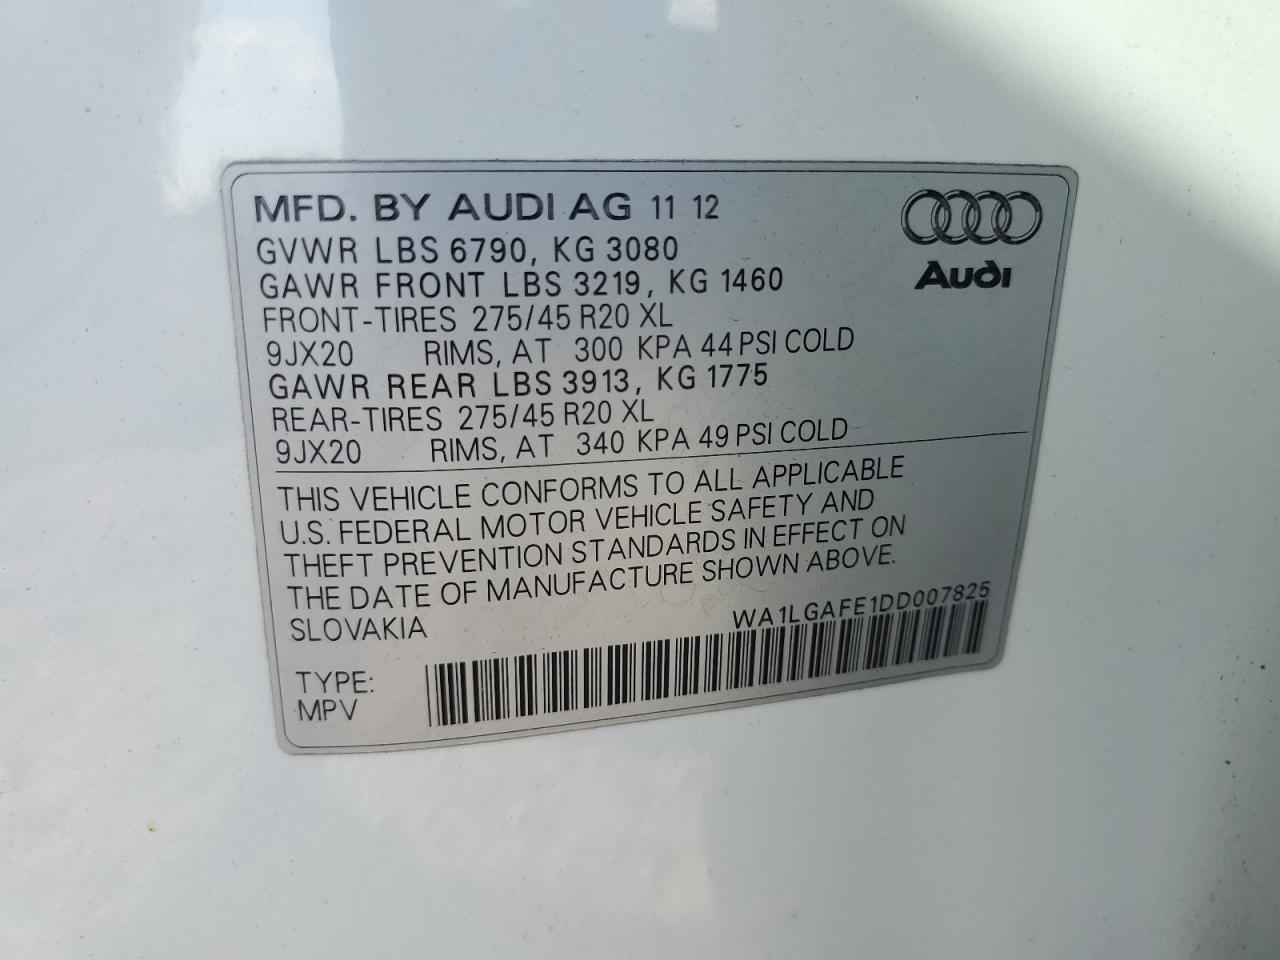 MFD. BY AUDI AG 11 12
Audi
GVWR LBS 6790, KG 3080
GAWR FRONT LBS 3219, KG 1460
FRONT-TIRES 275/45 R20 XL
9JX20 RIMS, AT 300 KPA 44 PSI COLD
GAWR REAR LBS 3913, KG 1775
REAR-TIRES 275/45 R20 XL
9JX20 RIMS, AT 340 KPA 49 PSI COLD
THIS VEHICLE CONFORMS TO ALL APPLICABLE
U.S. FEDERAL MOTOR VEHICLE SAFETY AND
THEFT PREVENTION STANDARDS IN EFFECT ON
THE DATE OF MANUFACTURE SHOWN ABOVE.
SLOVAKIA
WA1LGAFE1DD007825
TYPE:
MPV